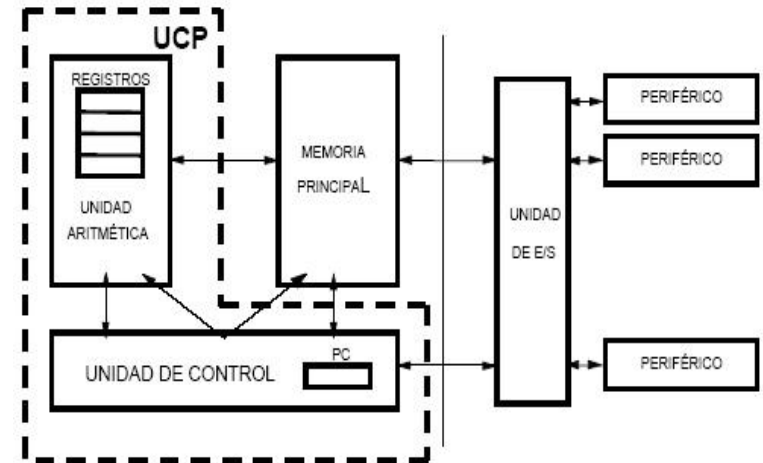 UCP
REGISTROS
UNIDAD
ARITMÉTICA
MEMORIA
PRINCIPAL
UNIDAD
DE E/S
PERIFÉRICO
PERIFÉRICO
PERIFÉRICO
UNIDAD DE CONTROL
PC